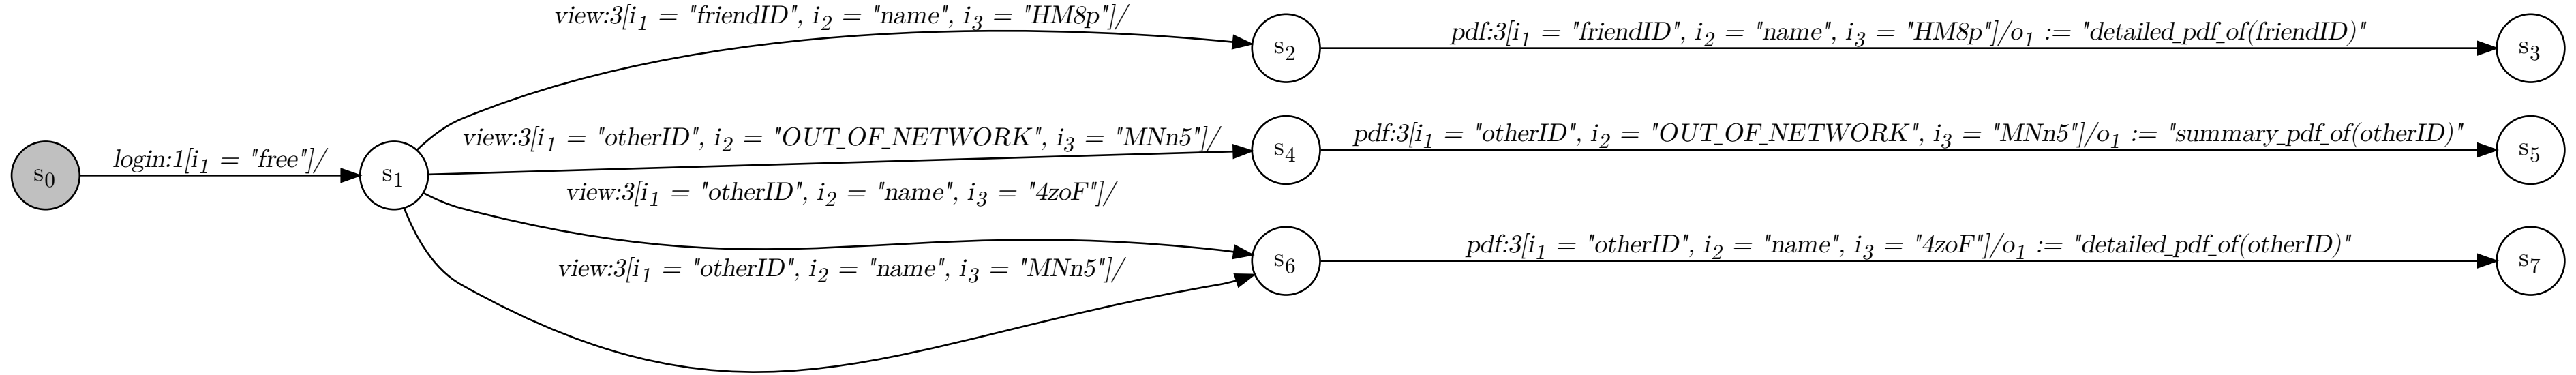 view:3[i1 = "friendID", i2 = "name", i3 = "HM8p"]/
pdf:3[i1 = "friendID", i2 = "name", i3 = "HM8p"]/o1 := "detailed_pdf_of(friendID)"
s2
s3
view:3[i1 = "otherID", i2 = "OUT_OF_NETWORK", i3 = "MNn5"]/
pdf:3[i1 = "otherID", i2 = "OUT_OF_NETWORK", i3 = "MNn5"]/o1 := "summary_pdf_of(otherID)"
s4
s5
login:1[i1 = "free"]/
s0
s1
view:3[i1 = "otherID", i2 = "name", i3 = "4zoF"]/
pdf:3[i1 = "otherID", i2 = "name", i3 = "4zoF"]/o1 := "detailed_pdf_of(otherID)"
view:3[i1 = "otherID", i2 = "name", i3 = "MNn5"]/
s6
s7